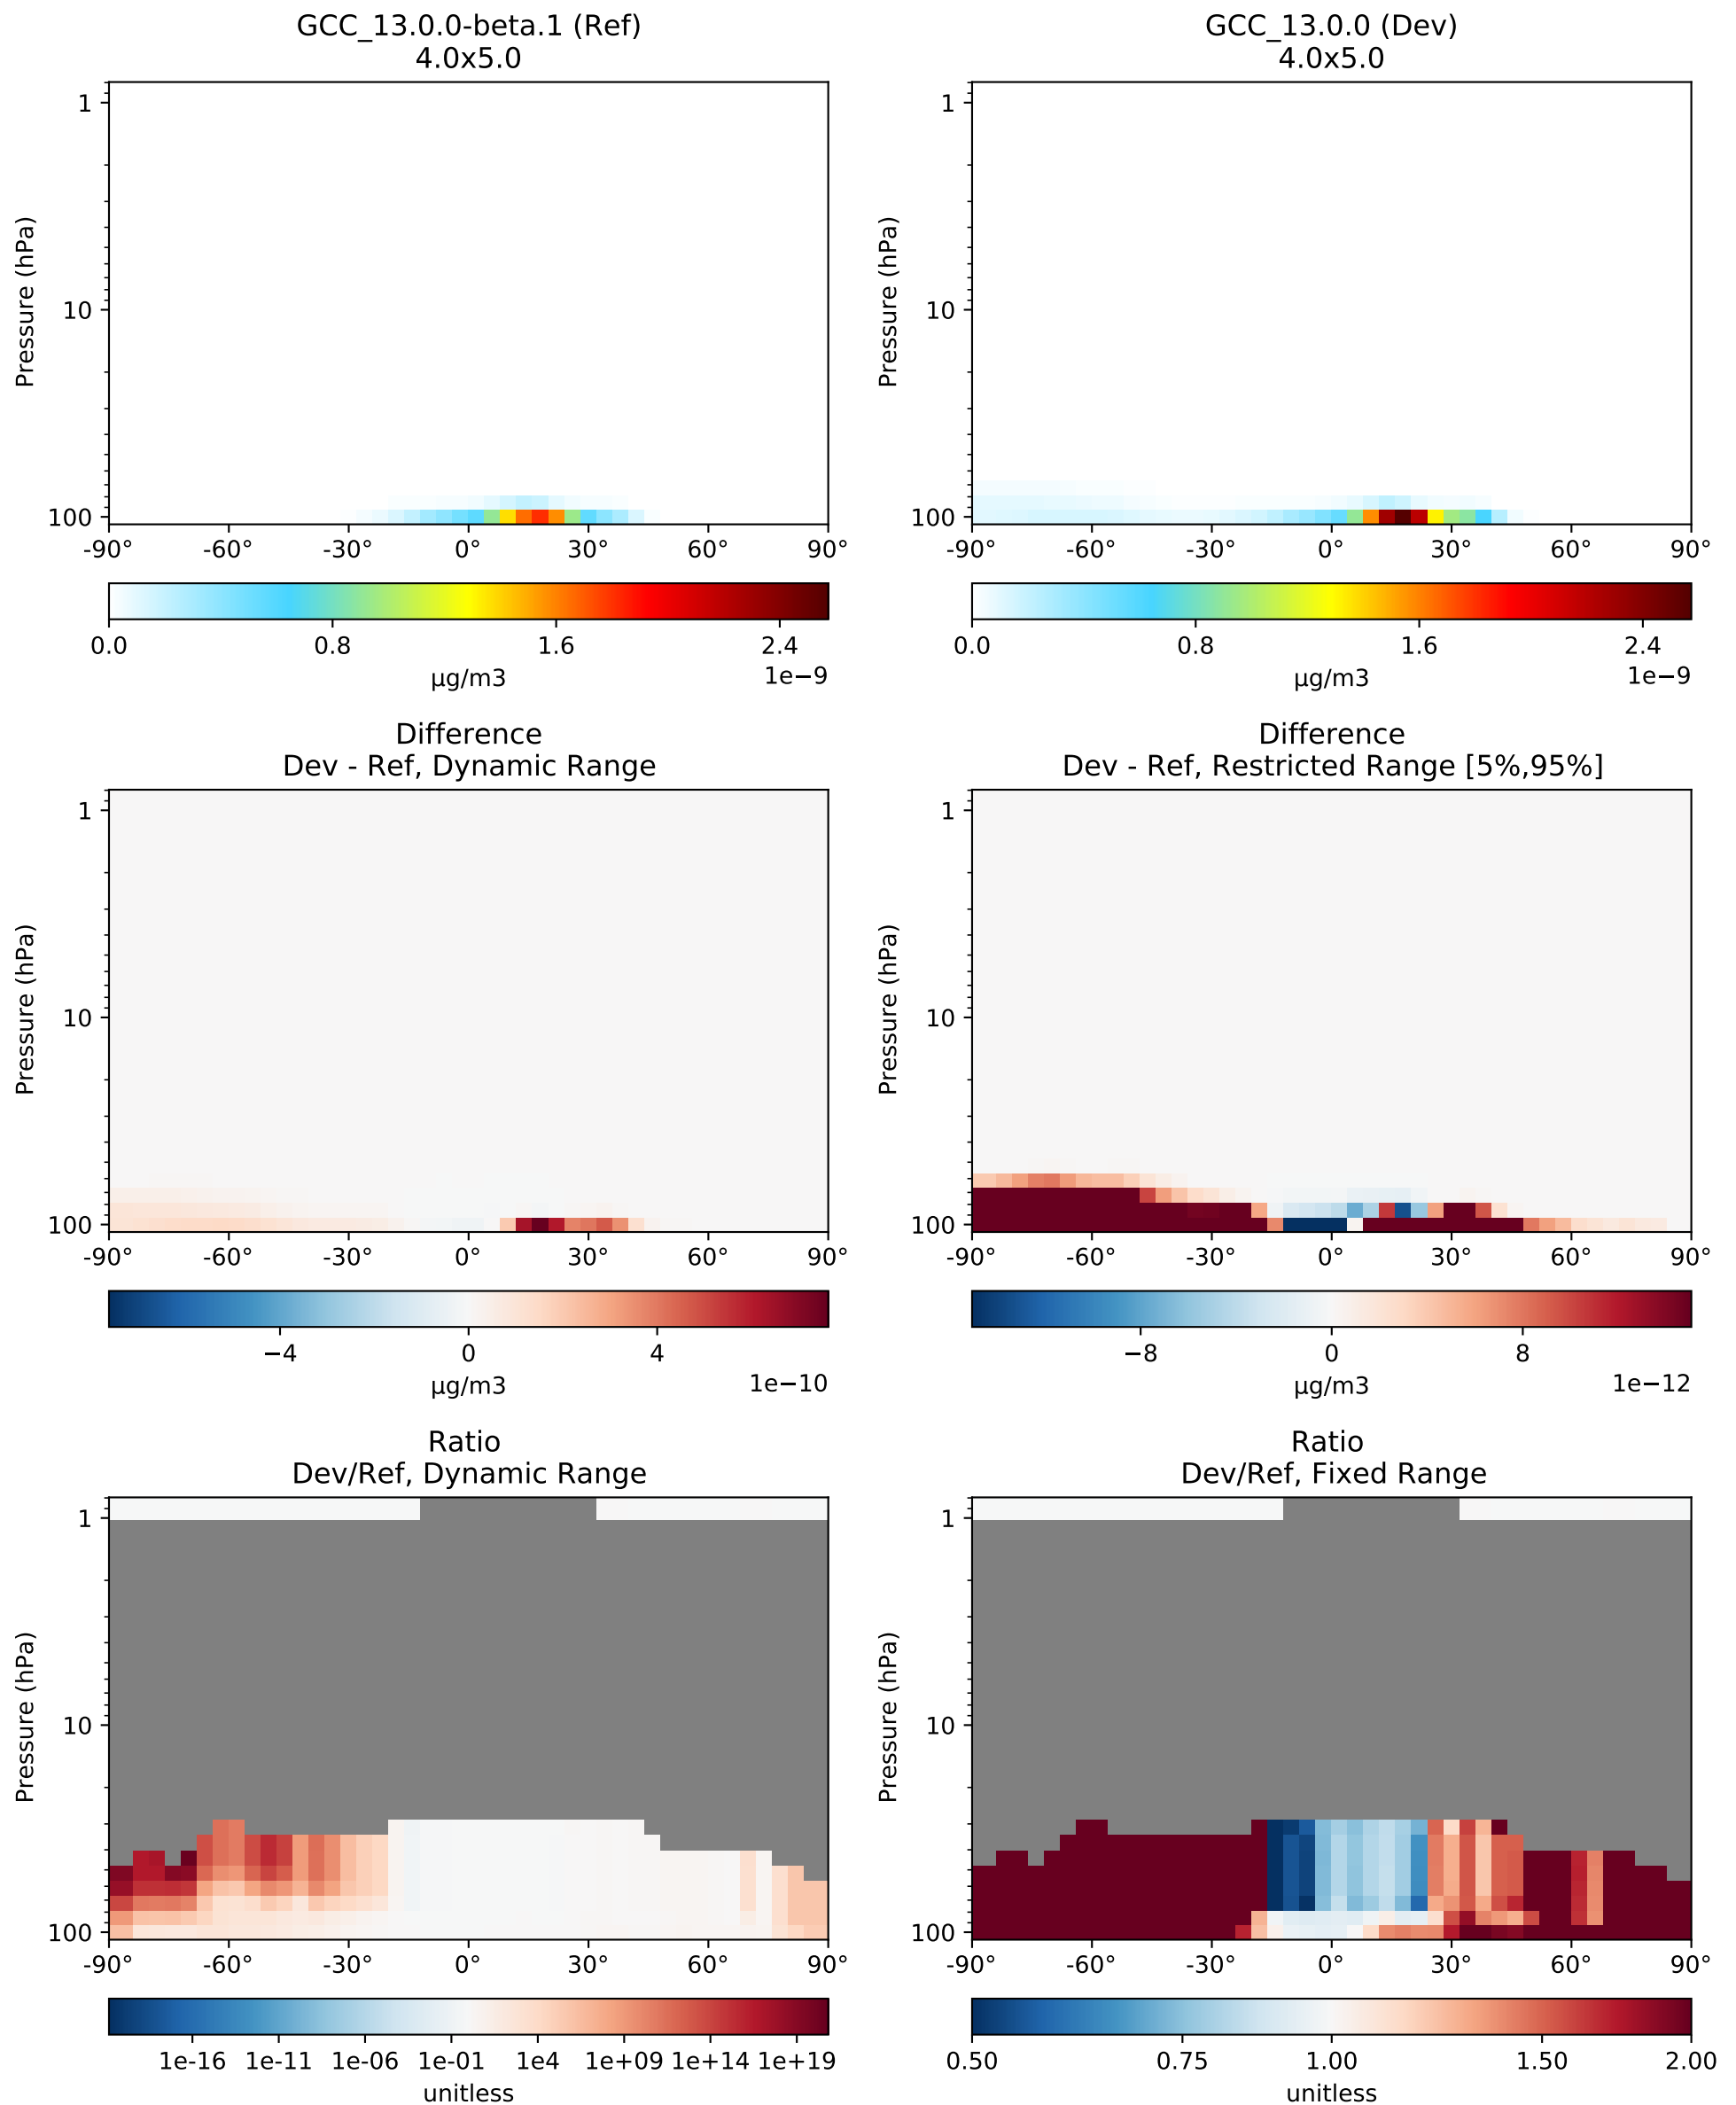 GCC_13.0.0-beta.1 (Ref)
4.0x5.0
Pressure (hPa)
1
10
100
-90° -60° -30° 0° 30° 60° 90°
0.0 0.8 1.6 2.4
1e−9
µg/m3
GCC_13.0.0 (Dev)
4.0x5.0
Pressure (hPa)
1
10
100
-90° -60° -30° 0° 30° 60° 90°
0.0 0.8 1.6 2.4
1e−9
µg/m3
Difference
Dev - Ref, Dynamic Range
Pressure (hPa)
1
10
100
-90° -60° -30° 0° 30° 60° 90°
−4 0 4
1e−10
µg/m3
Difference
Dev - Ref, Restricted Range [5%,95%]
Pressure (hPa)
1
10
100
-90° -60° -30° 0° 30° 60° 90°
−8 0 8
1e−12
µg/m3
Ratio
Dev/Ref, Dynamic Range
Pressure (hPa)
1
10
100
-90° -60° -30° 0° 30° 60° 90°
1e-16 1e-11 1e-06 1e-01 1e4 1e+09 1e+14 1e+19
unitless
Ratio
Dev/Ref, Fixed Range
Pressure (hPa)
1
10
100
-90° -60° -30° 0° 30° 60° 90°
0.50 0.75 1.00 1.50 2.00
unitless